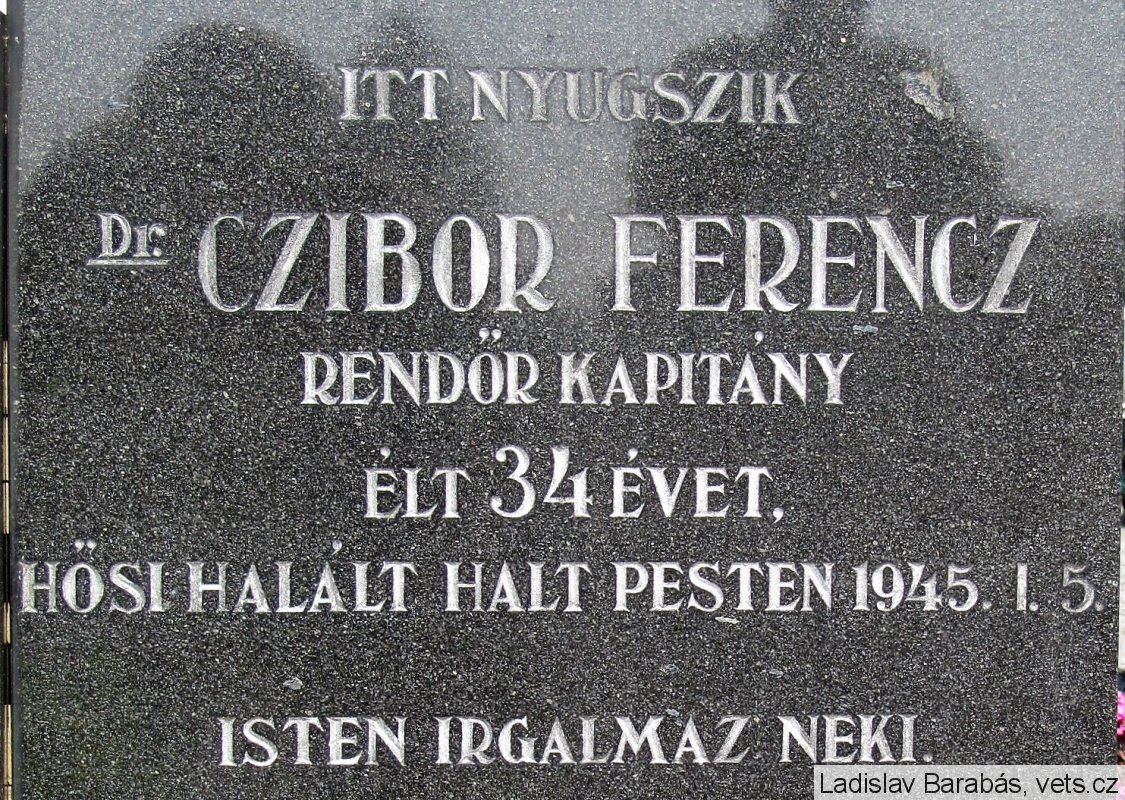 ITT NYUGSZIK
Dr. CZIBOR FERENCZ
RENDŐR KAPITÁNY
ÉLT 34 ÉVET,
HŐSI HALÁLT HALT PESTEN 1945. I. 5.
ISTEN IRGALMAZ NEKI.
Ladislav Barabás, vets.cz